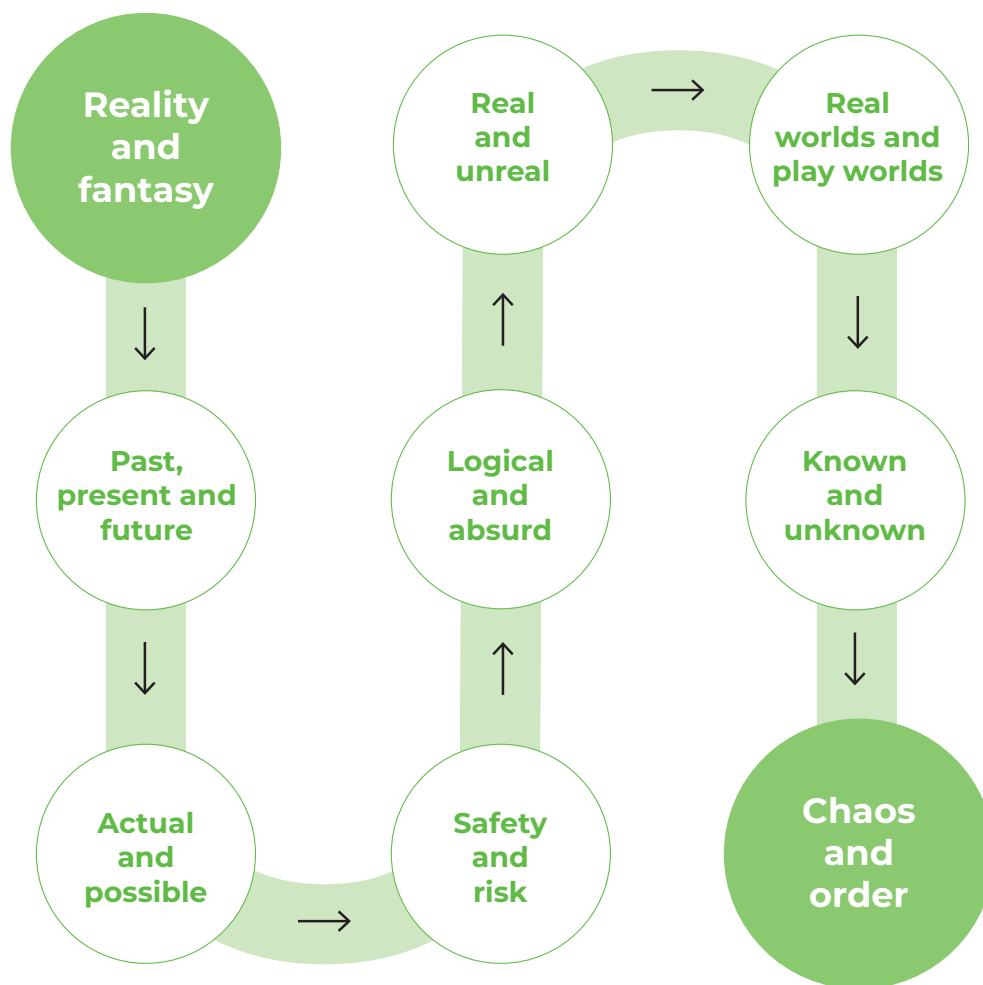 Reality
and
fantasy
Past,
present and
future
Actual
and
possible
Safety
and
risk
Logical
and
absurd
Real
and
unreal
Real
worlds and
play worlds
Known
and
unknown
Chaos
and
order